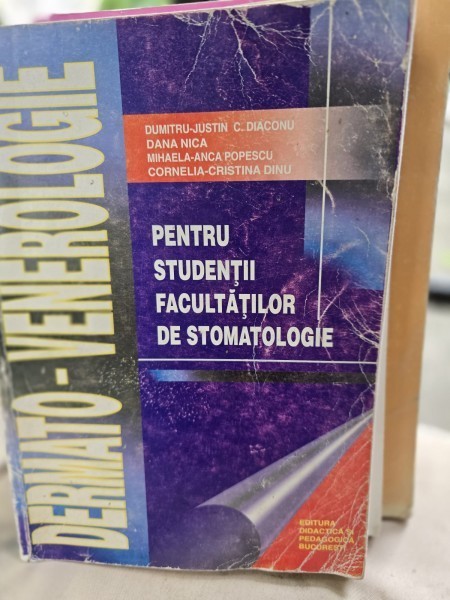 DERMATO-VENEROLOGIE
DUMITRU-JUSTIN C. DIACONU
DANA NICA
MIHAELA-ANCA POPESCU
CORNELIA-CRISTINA DINU
PENTRU
STUDENȚII
FACULTĂȚILOR
DE STOMATOLOGIE
EDITURA
DIDACTICĂ ȘI
PEDAGOGICĂ
BUCUREȘTI